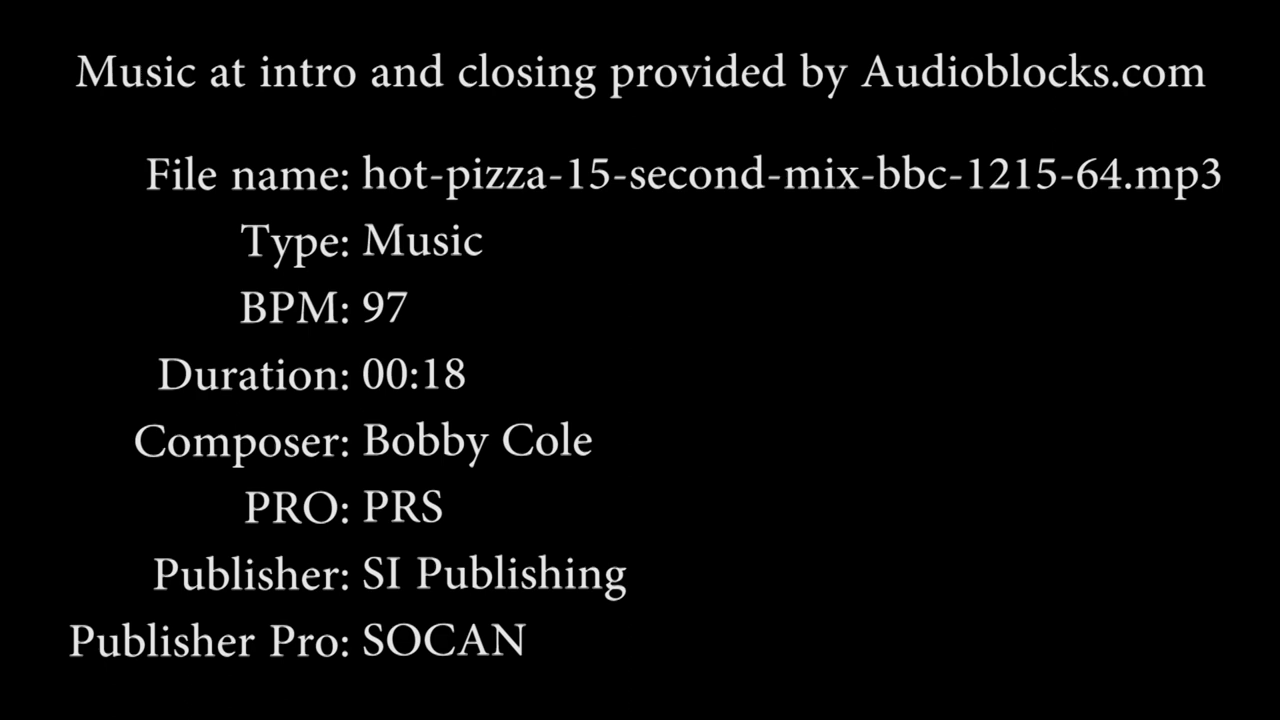 Music at intro and closing provided by Audioblocks.com
File name: hot-pizza-15-second-mix-bbc-1215-64.mp3
Type: Music
BPM: 97
Duration: 00:18
Composer: Bobby Cole
PRO: PRS
Publisher: SI Publishing
Publisher Pro: SOCAN